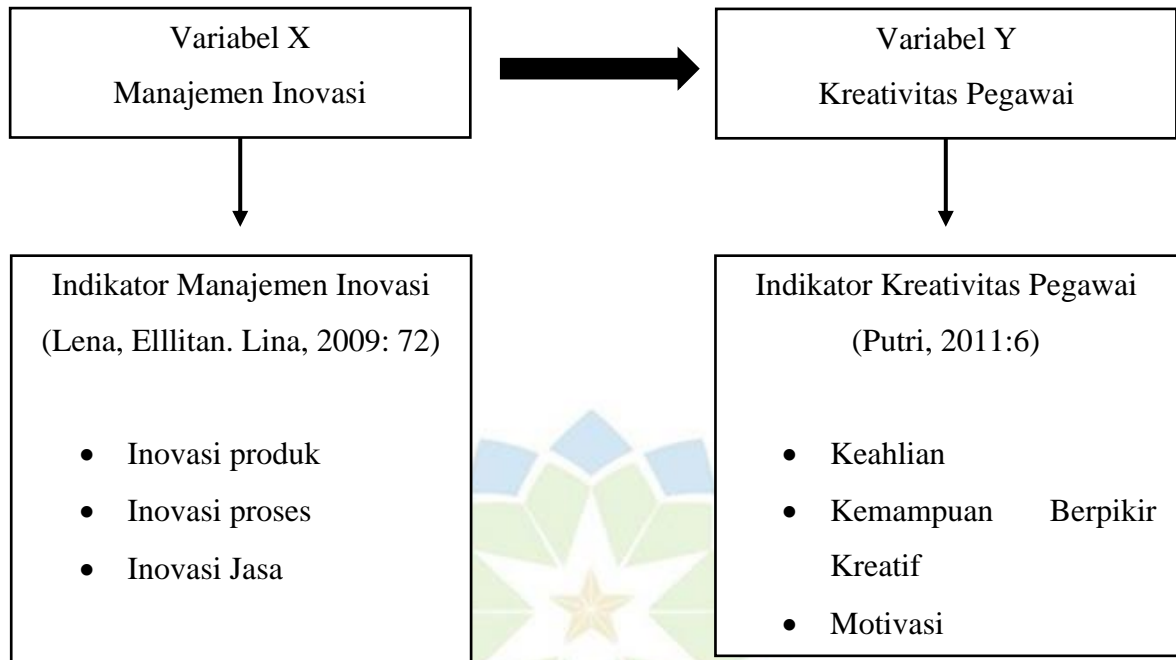 Variabel X
Manajemen Inovasi
Variabel Y
Kreativitas Pegawai
Indikator Manajemen Inovasi
(Lena, Elllitan. Lina, 2009: 72)
• Inovasi produk
• Inovasi proses
• Inovasi Jasa
Indikator Kreativitas Pegawai
(Putri, 2011:6)
• Keahlian
• Kemampuan Berpikir
Kreatif
• Motivasi